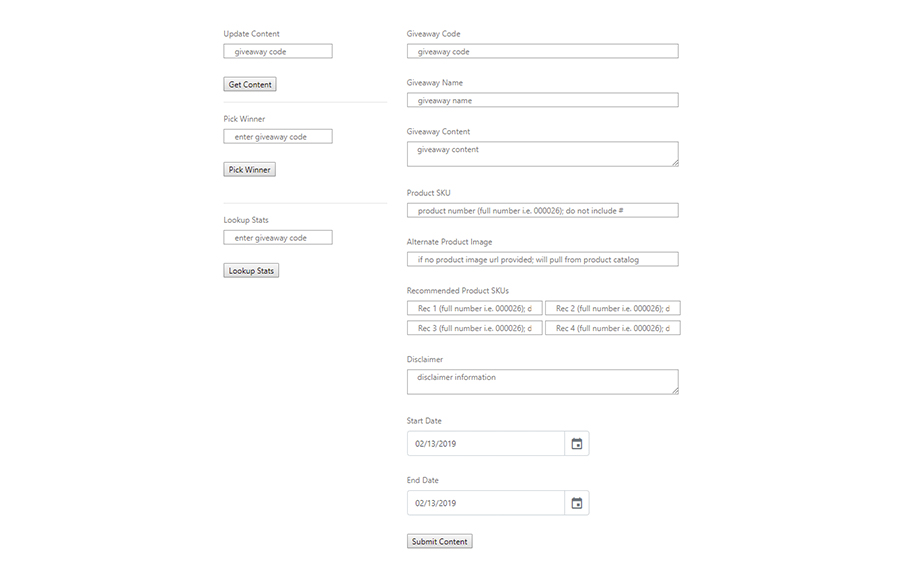 Update Content
giveaway code
Get Content
Pick Winner
enter giveaway code
Pick Winner
Lookup Stats
enter giveaway code
Lookup Stats
Giveaway Code
giveaway code
Giveaway Name
giveaway name
Giveaway Content
giveaway content
Product SKU
product number (full number i.e. 000026); do not include #
Alternate Product Image
if no product image url provided; will pull from product catalog
Recommended Product SKUs
Rec 1 (full number i.e. 000026); d Rec 2 (full number i.e. 000026); d
Rec 3 (full number i.e. 000026); d Rec 4 (full number i.e. 000026); d
Disclaimer
disclaimer information
Start Date
02/13/2019
End Date
02/13/2019
Submit Content